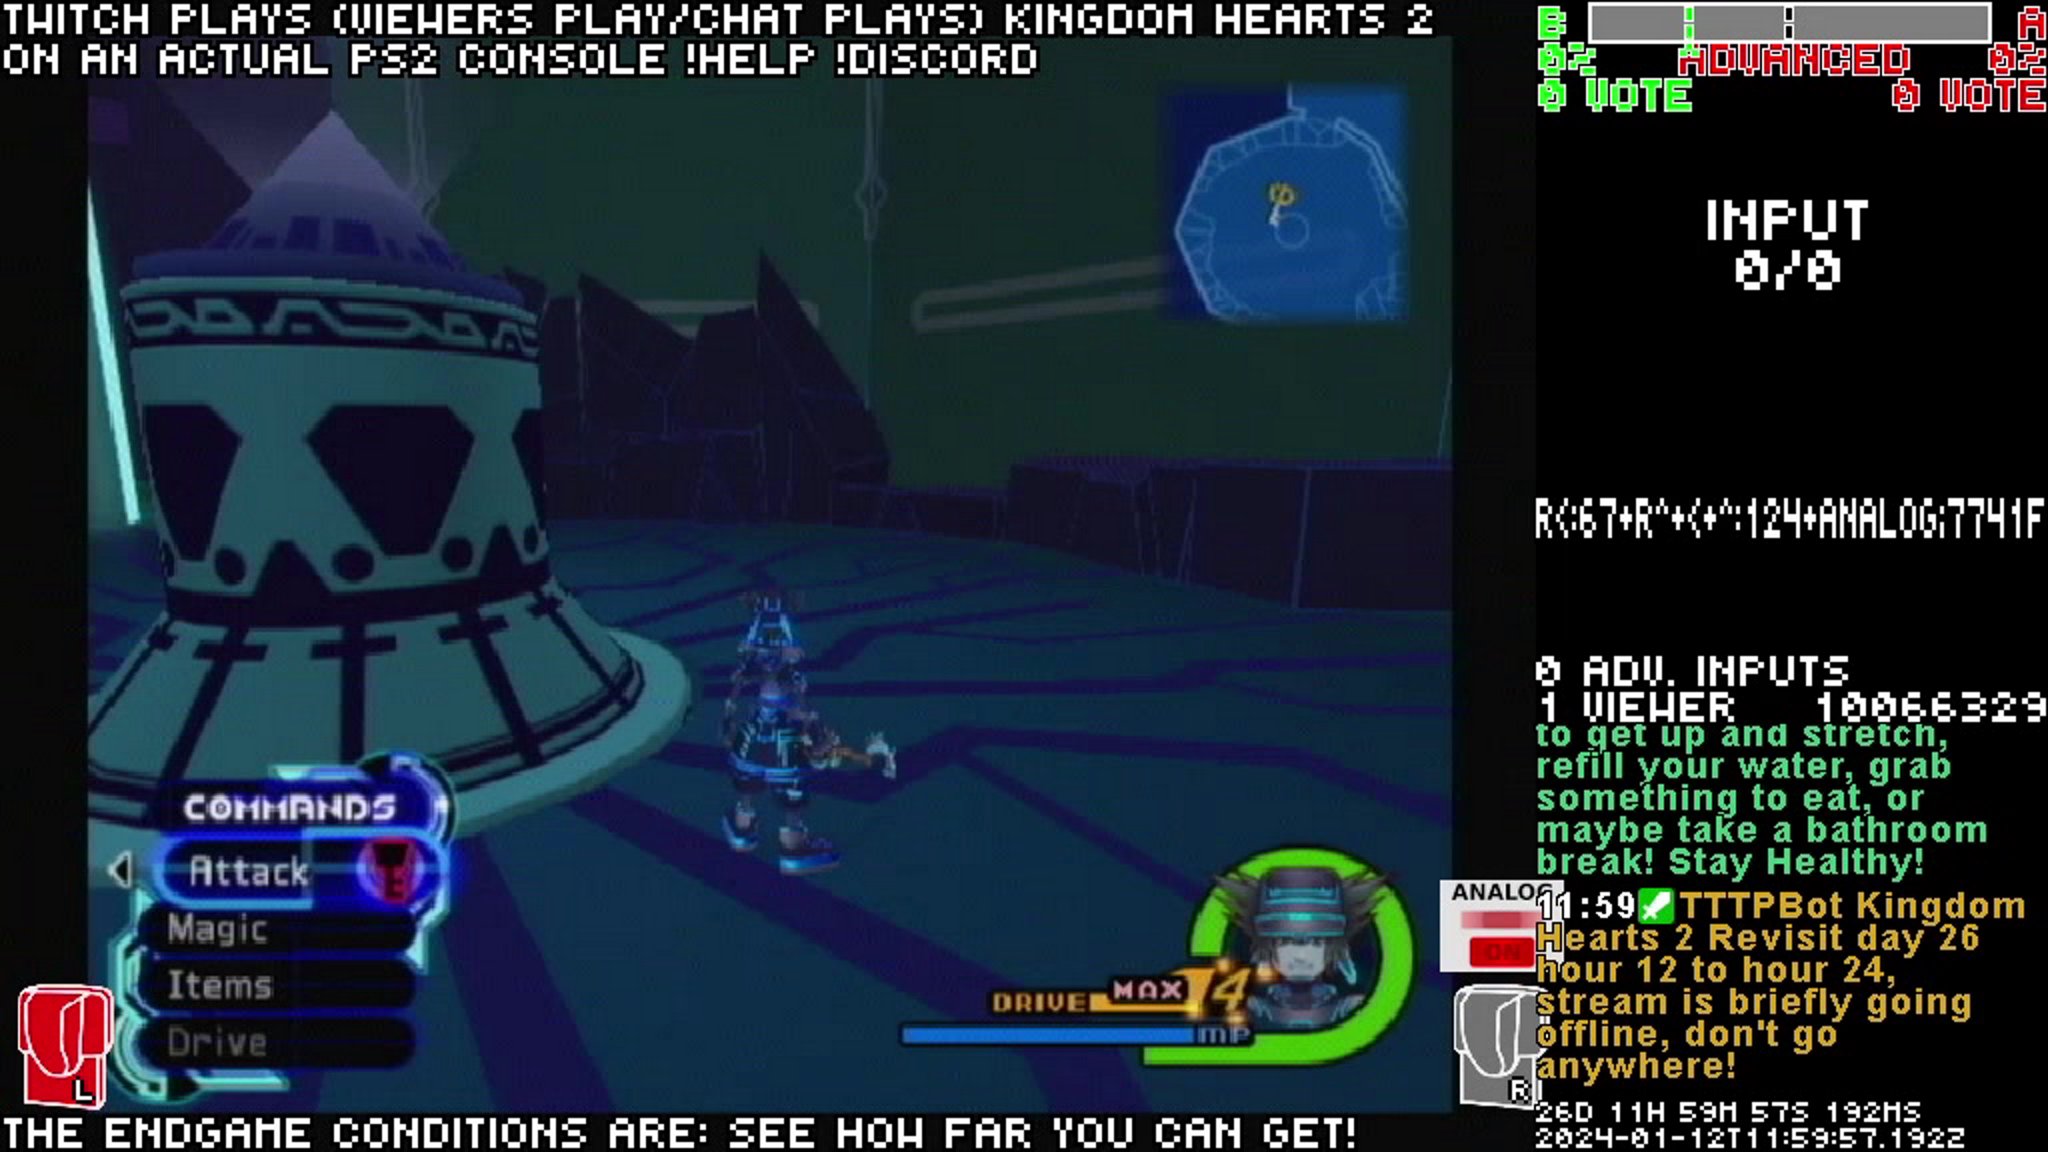 TWITCH PLAYS (VIEWERS PLAY/CHAT PLAYS) KINGDOM HEARTS 2
ON AN ACTUAL PS2 CONSOLE !HELP !DISCORD
B A
0% ADVANCED 0%
0 VOTE 0 VOTE
INPUT
0/0
R<:67+R^+<+^:124+ANALOG;7741F
0 ADV. INPUTS
1 VIEWER 10066329
to get up and stretch,
refill your water, grab
something to eat, or
maybe take a bathroom
break! Stay Healthy!
11:59 TTTPBot Kingdom
Hearts 2 Revisit day 26
hour 12 to hour 24,
stream is briefly going
offline, don't go
anywhere!
26D 11H 59M 57S 192MS
2024-01-12T11:59:57.192Z
COMMANDS
Attack
Magic
Items
Drive
DRIVE MAX 4
MP
ANALOG
ON
L
R
THE ENDGAME CONDITIONS ARE: SEE HOW FAR YOU CAN GET!